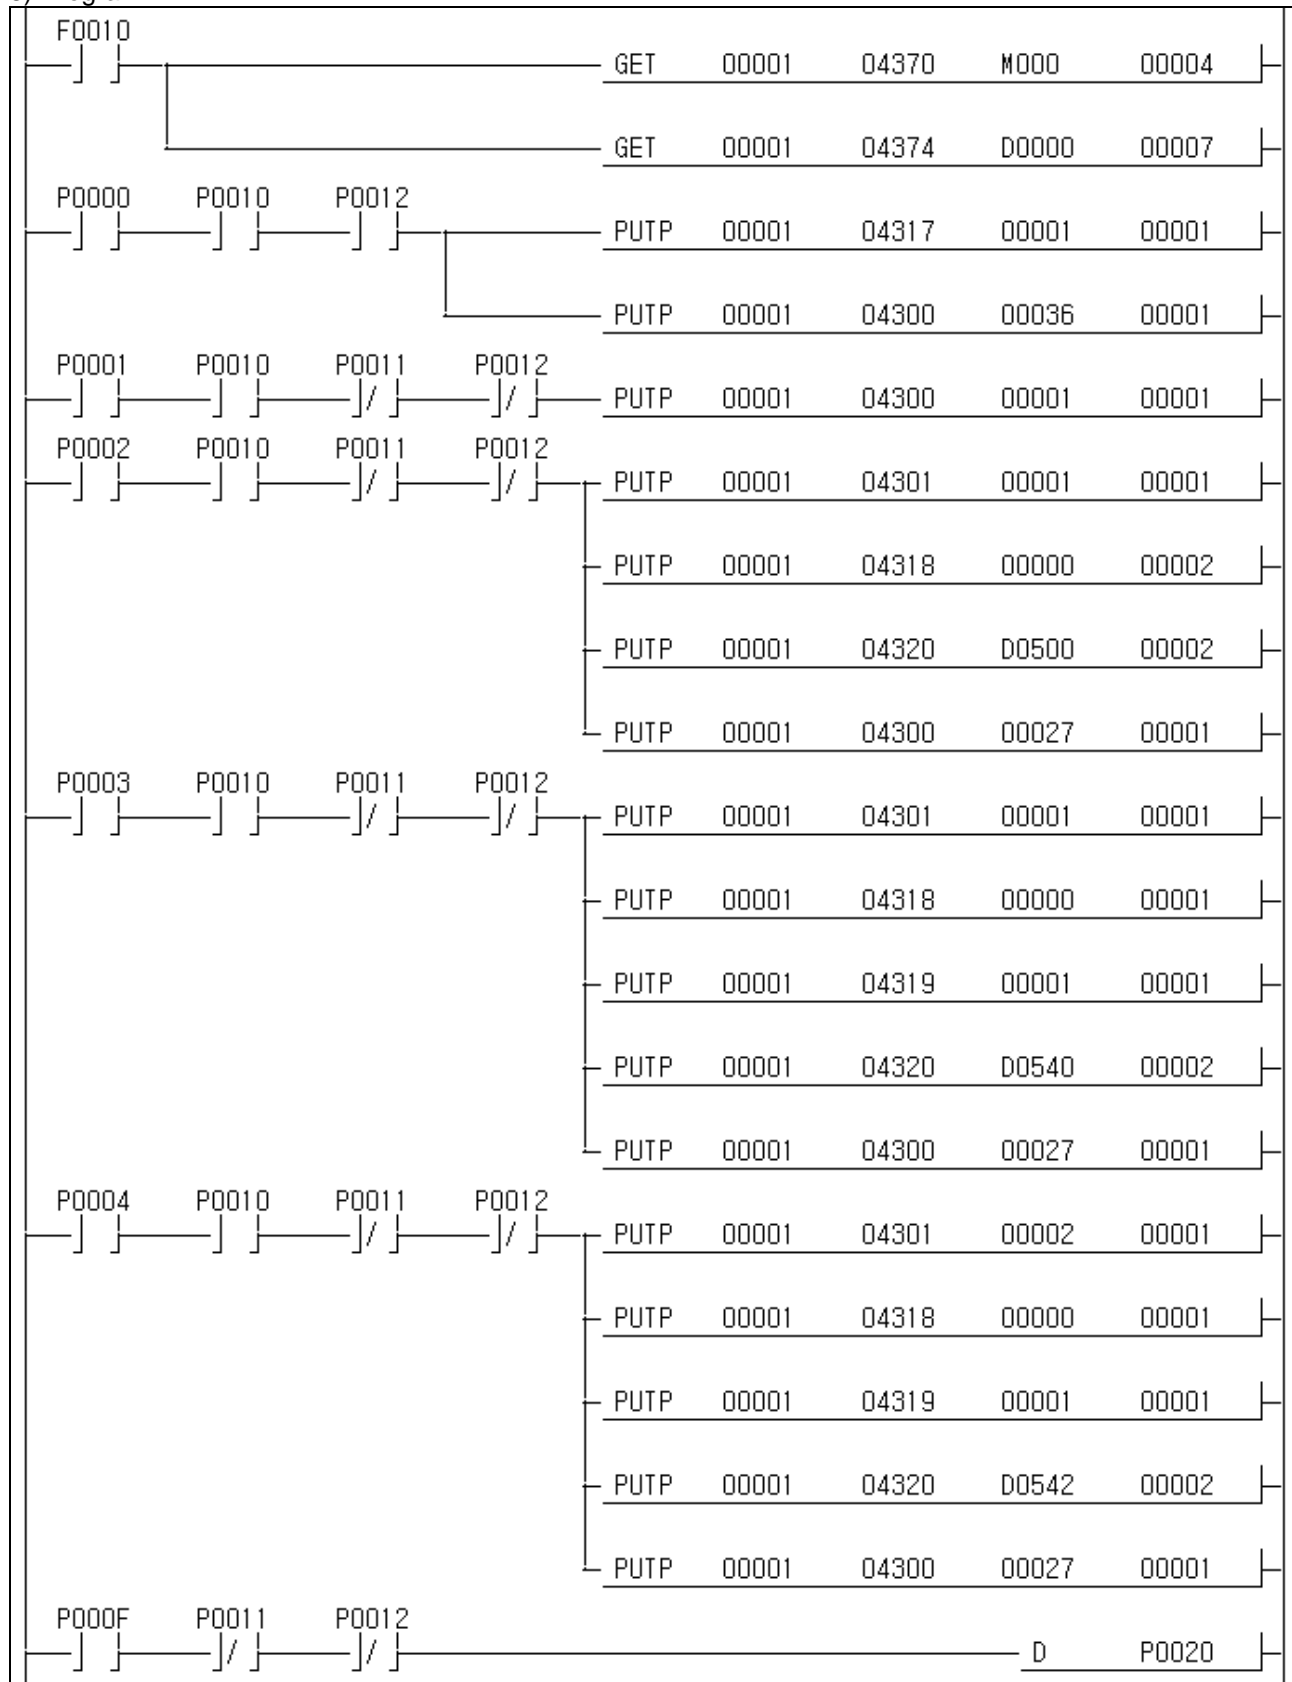 F0010
GET 00001 04370 M000 00004
GET 00001 04374 D0000 00007
P0000 P0010 P0012
PUTP 00001 04317 00001 00001
PUTP 00001 04300 00036 00001
P0001 P0010 P0011 P0012
PUTP 00001 04300 00001 00001
P0002 P0010 P0011 P0012
PUTP 00001 04301 00001 00001
PUTP 00001 04318 00000 00002
PUTP 00001 04320 D0500 00002
PUTP 00001 04300 00027 00001
P0003 P0010 P0011 P0012
PUTP 00001 04301 00001 00001
PUTP 00001 04318 00000 00001
PUTP 00001 04319 00001 00001
PUTP 00001 04320 D0540 00002
PUTP 00001 04300 00027 00001
P0004 P0010 P0011 P0012
PUTP 00001 04301 00002 00001
PUTP 00001 04318 00000 00001
PUTP 00001 04319 00001 00001
PUTP 00001 04320 D0542 00002
PUTP 00001 04300 00027 00001
P000F P0011 P0012
D P0020